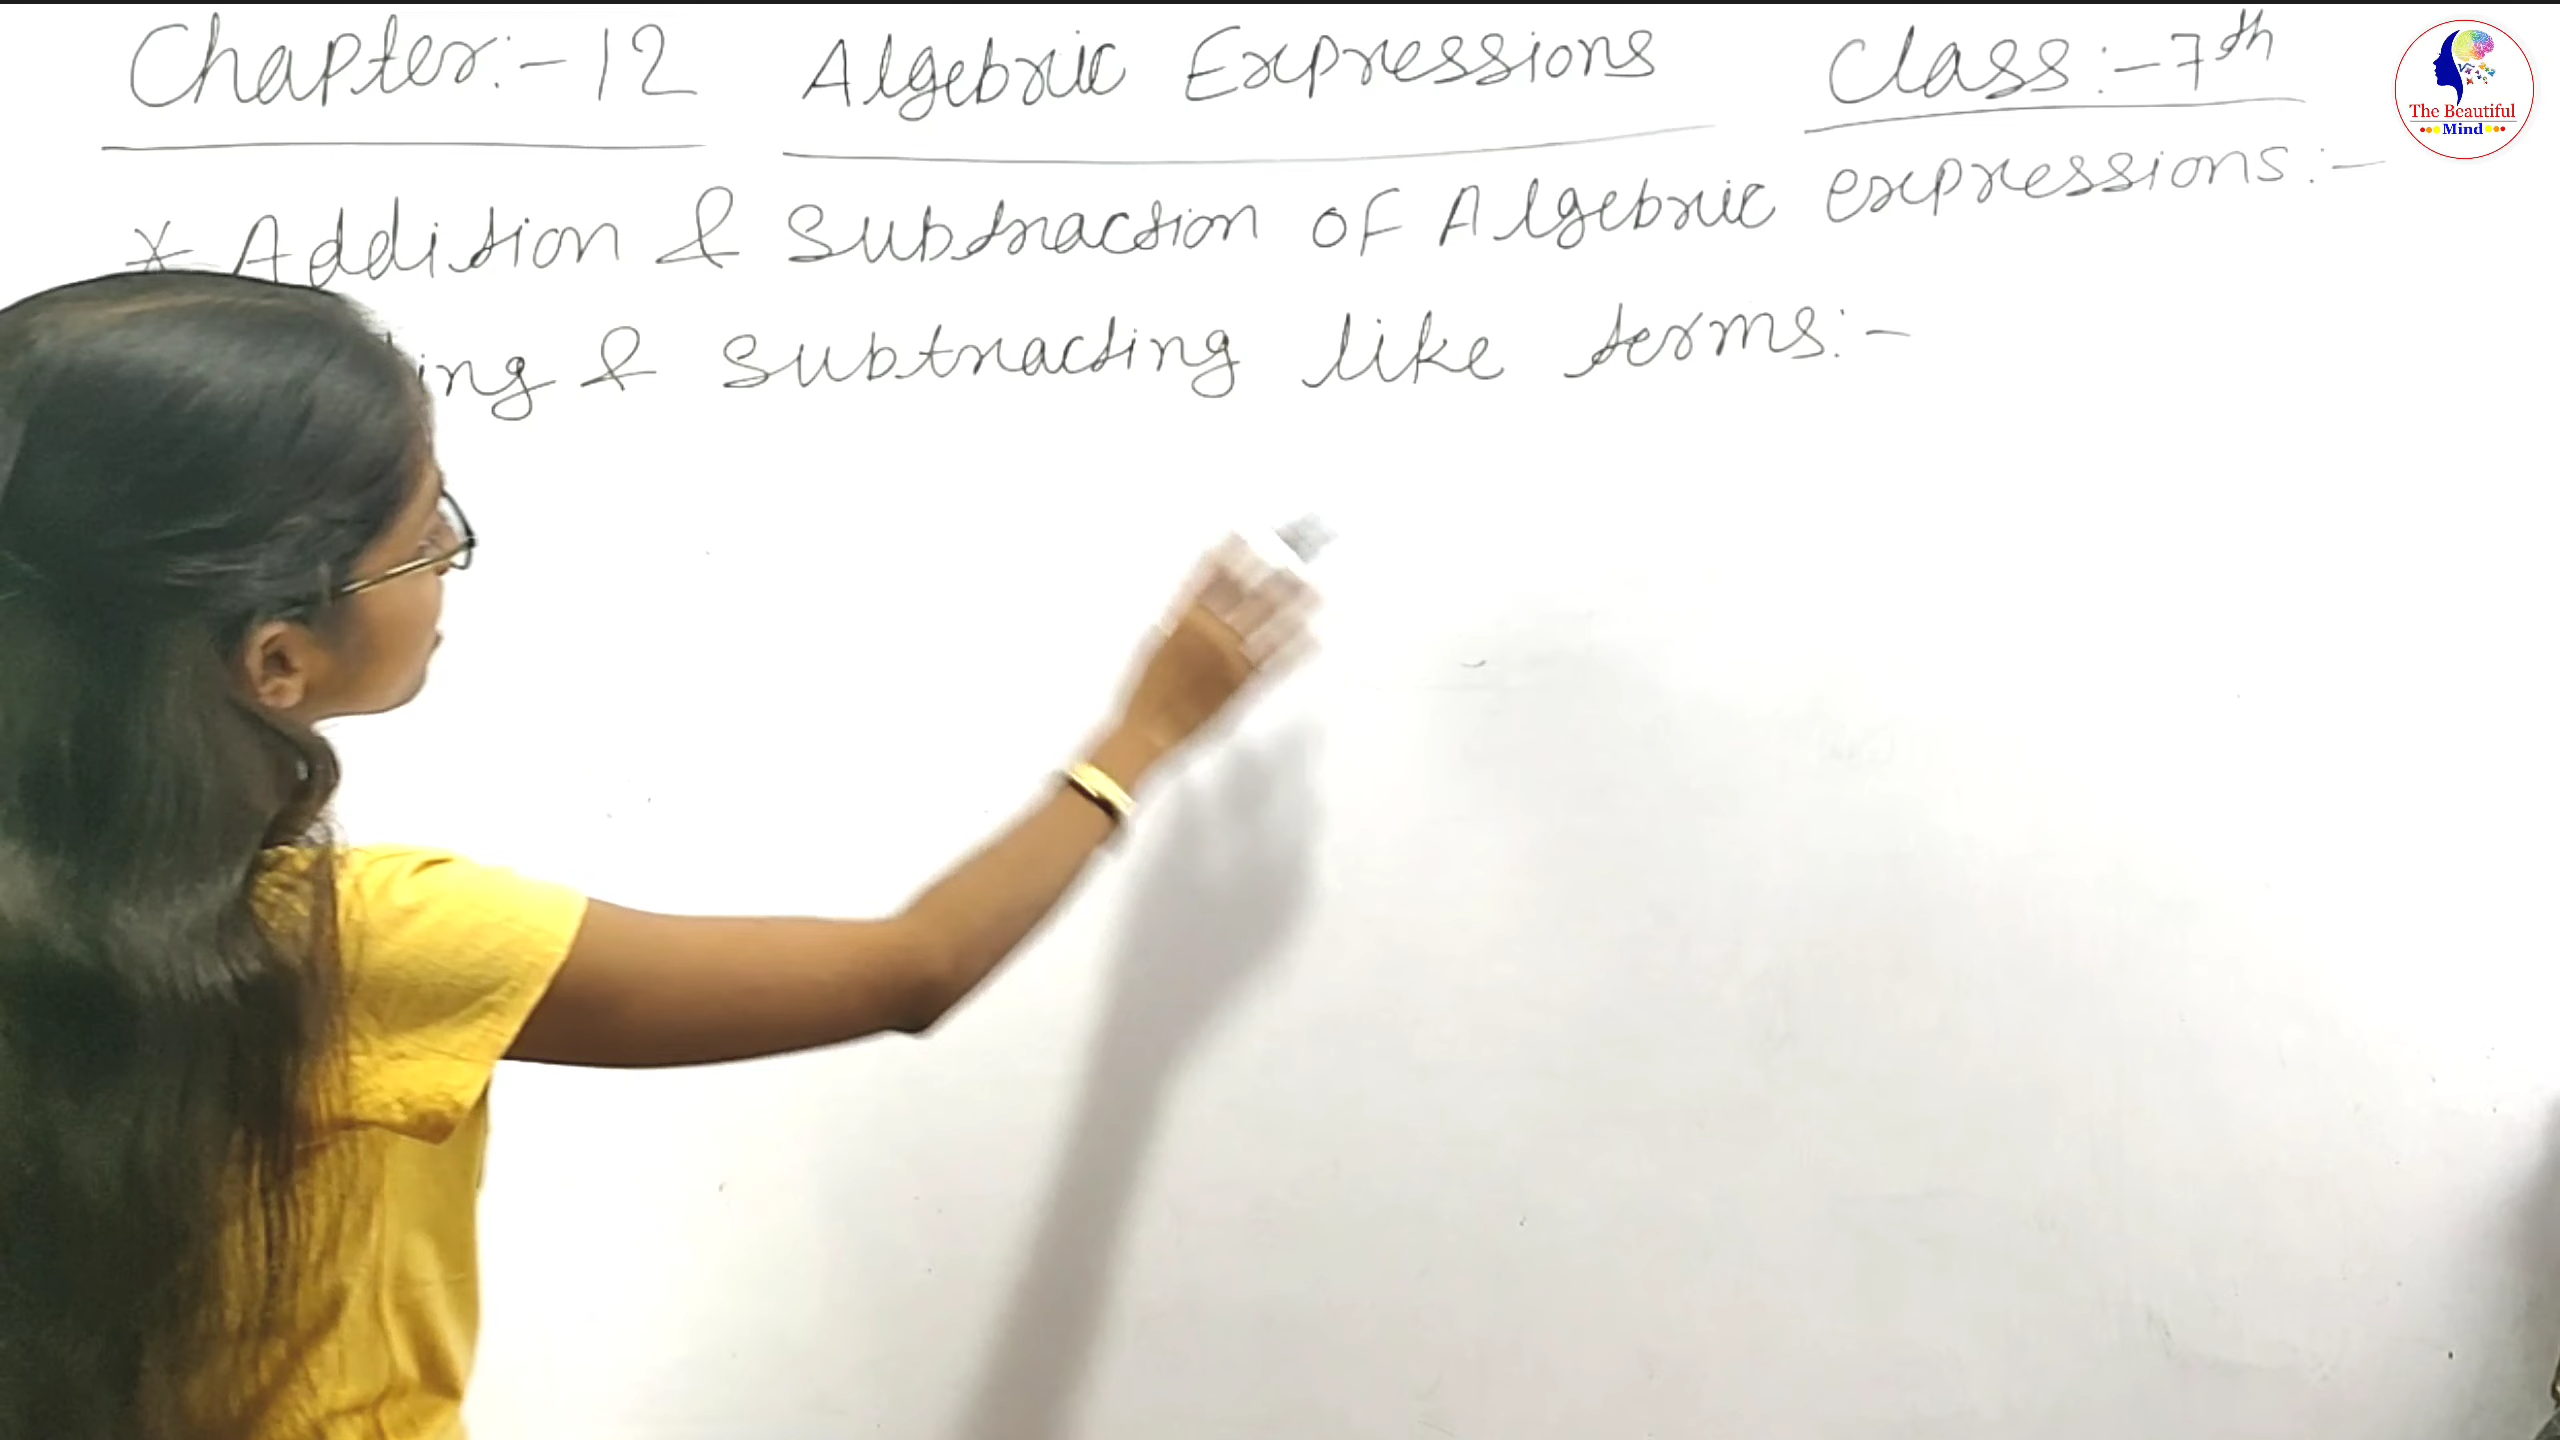 Chapter:- 12 Algebric Expressions Class:- 7th
* Addition & Subtraction of Algebric expressions:-
ing & Subtracting like terms:-
The Beautiful
Mind